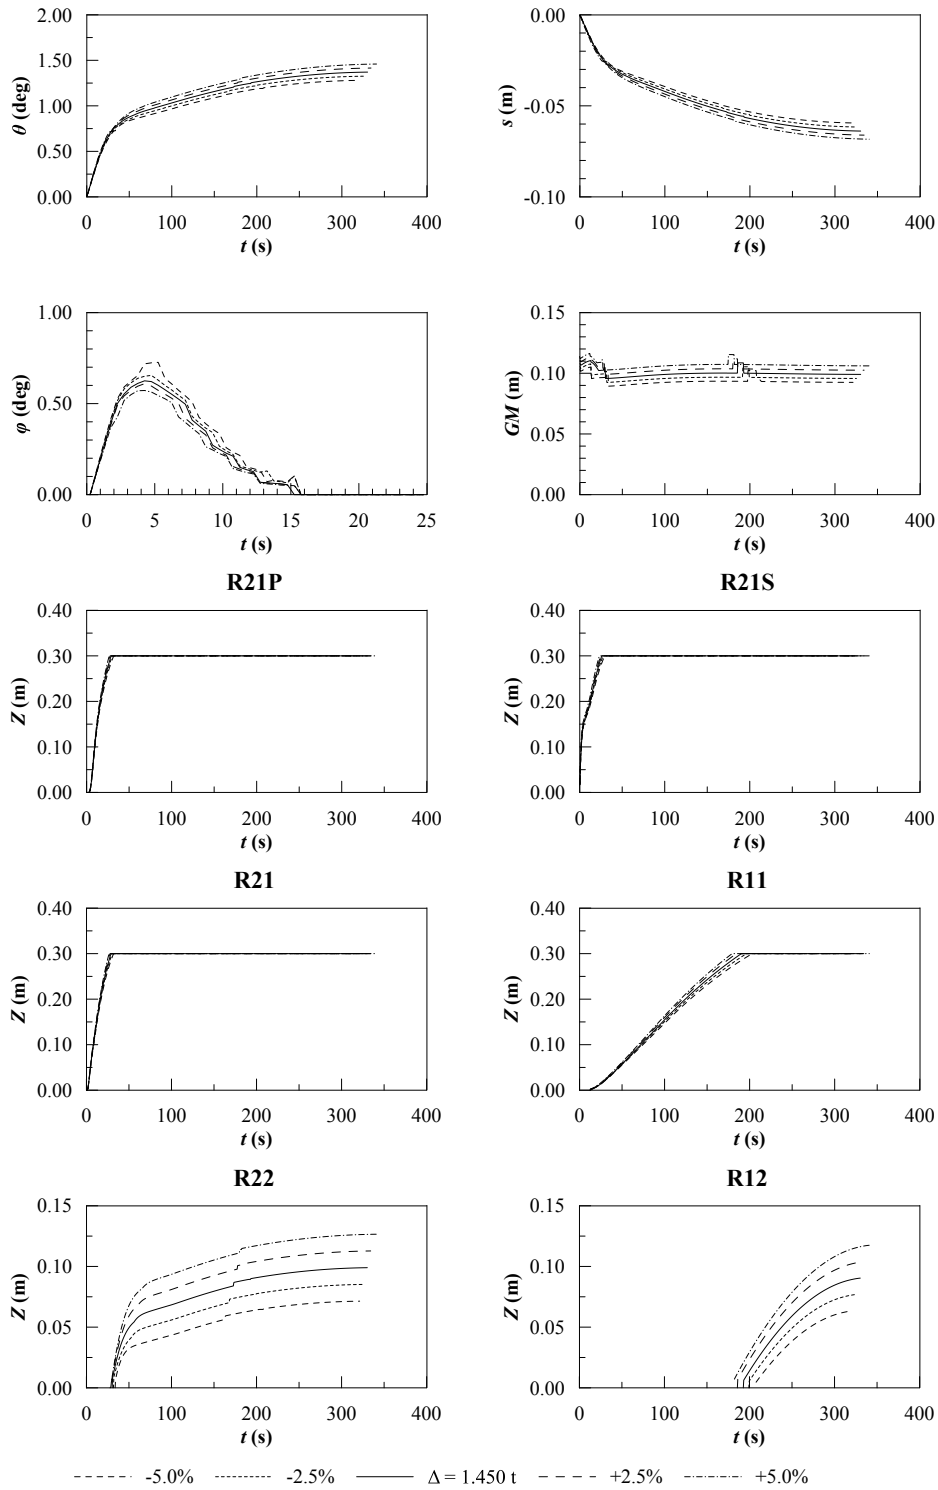 2.00
1.50
1.00
0.50
0.00
θ (deg)
0 100 200 300 400
t (s)
0.00
-0.05
-0.10
s (m)
0 100 200 300 400
t (s)
1.00
0.50
0.00
φ (deg)
0 5 10 15 20 25
t (s)
0.15
0.10
0.05
0.00
GM (m)
0 100 200 300 400
t (s)
R21P
0.40
0.30
0.20
0.10
0.00
Z (m)
0 100 200 300 400
t (s)
R21S
0.40
0.30
0.20
0.10
0.00
Z (m)
0 100 200 300 400
t (s)
R21
0.40
0.30
0.20
0.10
0.00
Z (m)
0 100 200 300 400
t (s)
R11
0.40
0.30
0.20
0.10
0.00
Z (m)
0 100 200 300 400
t (s)
R22
0.15
0.10
0.05
0.00
Z (m)
0 100 200 300 400
t (s)
R12
0.15
0.10
0.05
0.00
Z (m)
0 100 200 300 400
t (s)
-5.0% -2.5% Δ = 1.450 t +2.5% +5.0%